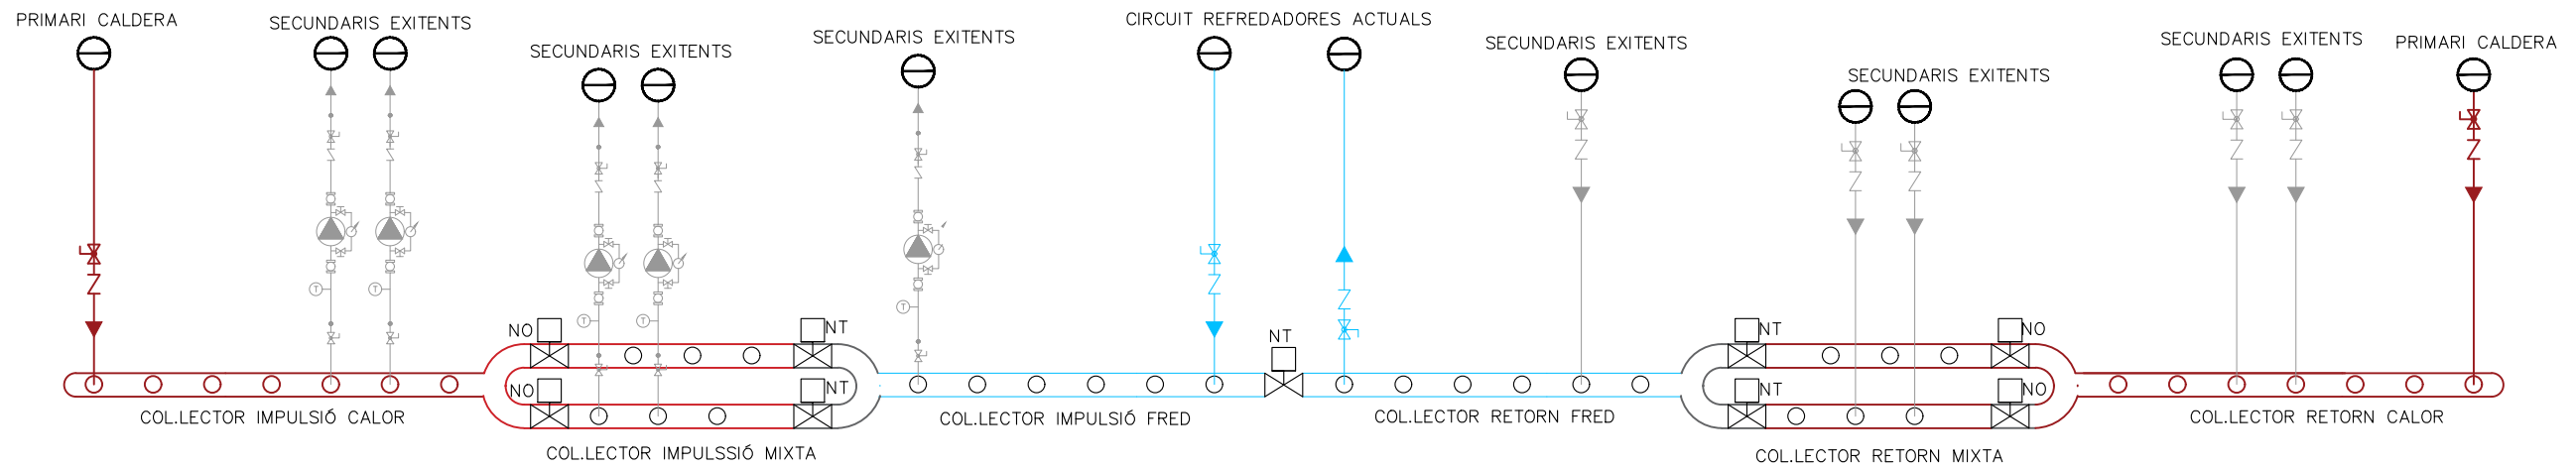 PRIMARI CALDERA
SECUNDARIS EXITENTS
SECUNDARIS EXITENTS
SECUNDARIS EXITENTS
CIRCUIT REFREDADORES ACTUALS
SECUNDARIS EXITENTS
SECUNDARIS EXITENTS
SECUNDARIS EXITENTS
PRIMARI CALDERA
T
T
T
T
T
NO
NT
NO
NT
NT
NT
NO
NT
NO
COL.LECTOR IMPULSIÓ CALOR
COL.LECTOR IMPULSSIÓ MIXTA
COL.LECTOR IMPULSIÓ FRED
COL.LECTOR RETORN FRED
COL.LECTOR RETORN MIXTA
COL.LECTOR RETORN CALOR